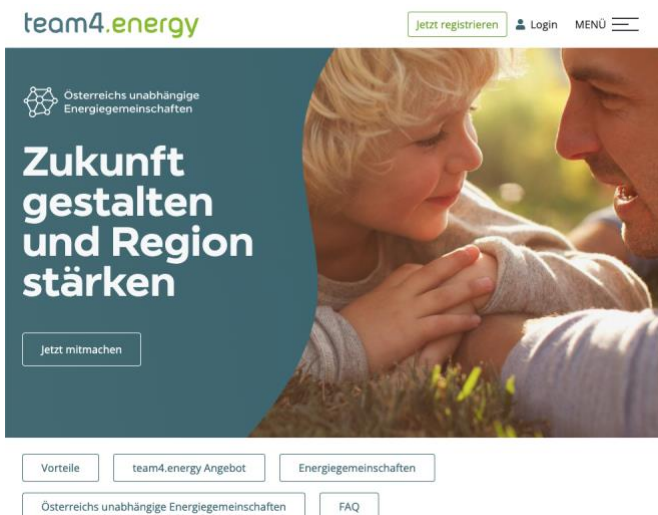 team4.energy
Jetzt registrieren
Login
MENÜ
Österreichs unabhängige
Energiegemeinschaften
Zukunft
gestalten
und Region
stärken
Jetzt mitmachen
Vorteile
team4.energy Angebot
Energiegemeinschaften
Österreichs unabhängige Energiegemeinschaften
FAQ